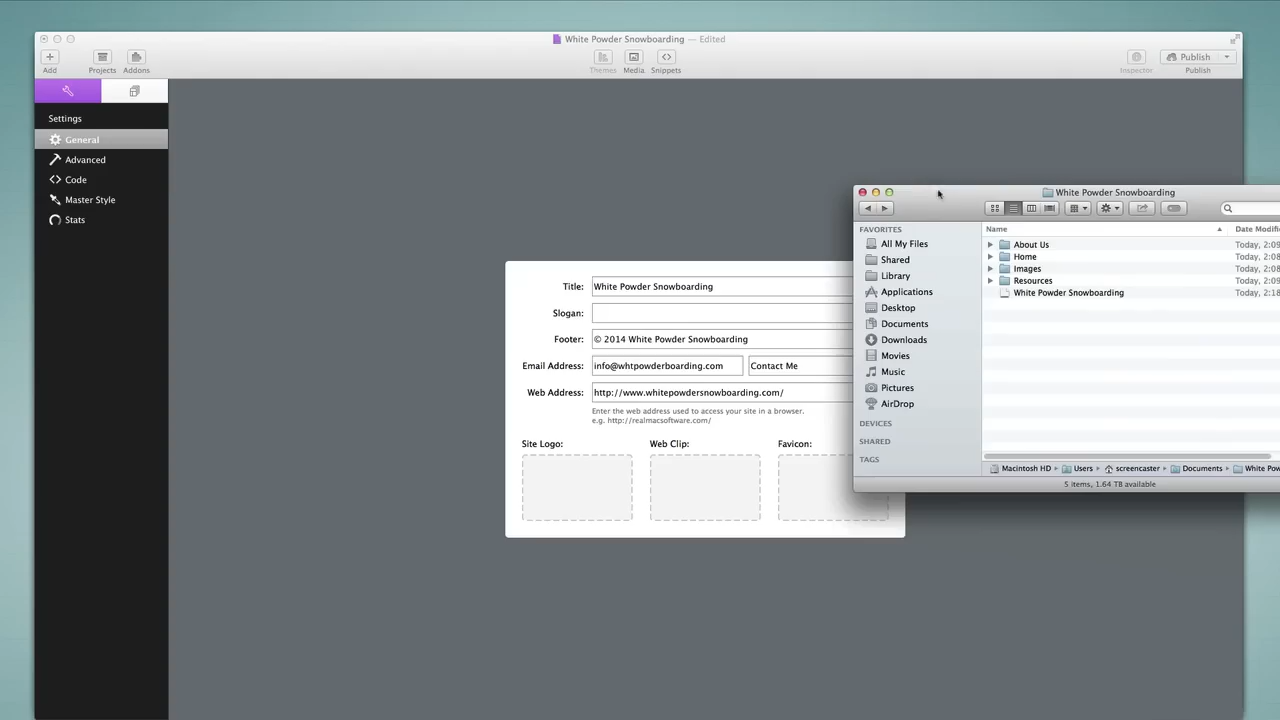 White Powder Snowboarding — Edited
Add
Projects
Addons
Themes
Media
Snippets
Inspector
Publish
Publish
Settings
General
Advanced
Code
Master Style
Stats
Title: White Powder Snowboarding
Slogan:
Footer: © 2014 White Powder Snowboarding
Email Address: info@whtpowderboarding.com Contact Me
Web Address: http://www.whitepowdersnowboarding.com/
Enter the web address used to access your site in a browser.
e.g. http://realmacsoftware.com/
Site Logo: Web Clip: Favicon:
White Powder Snowboarding
FAVORITES
All My Files
Shared
Library
Applications
Desktop
Documents
Downloads
Movies
Music
Pictures
AirDrop
DEVICES
SHARED
TAGS
Name Date Modifi
About Us Today, 2:09
Home Today, 2:08
Images Today, 2:08
Resources Today, 2:09
White Powder Snowboarding Today, 2:18
Macintosh HD Users screencaster Documents White Pow
5 items, 1.64 TB available